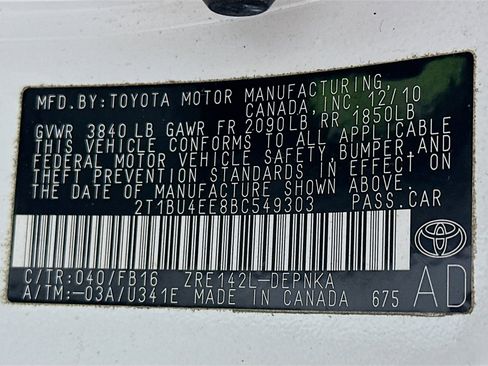 MFD. BY: TOYOTA MOTOR MANUFACTURING,
CANADA, INC. 12/10
GVWR 3840 LB GAWR FR 2090LB, RR 1850LB
THIS VEHICLE CONFORMS TO ALL APPLICABLE
FEDERAL MOTOR VEHICLE SAFETY, BUMPER AND
THEFT PREVENTION STANDARDS IN EFFECT ON
THE DATE OF MANUFACTURE SHOWN ABOVE.
2T1BU4EE8BC549303 PASS.CAR
C/TR:040/FB16 ZRE142L-DEPNKA
A/TM:-03A/U341E MADE IN CANADA 675
AD